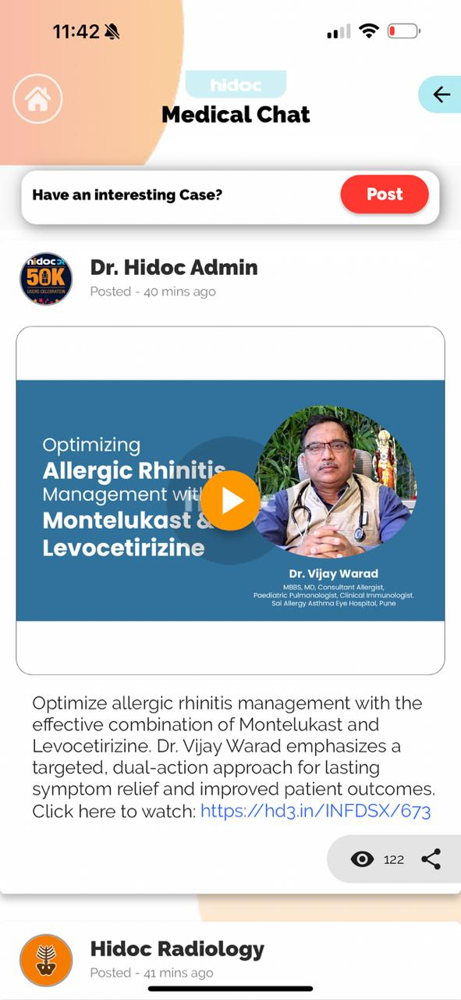 11:42
hidoc
Medical Chat
Have an interesting Case?
Post
hidoc
50K
USERS CELEBRATION
Dr. Hidoc Admin
Posted - 40 mins ago
Optimizing
Allergic Rhinitis
Management with
Montelukast &
Levocetirizine
Dr. Vijay Warad
MBBS, MD, Consultant Allergist,
Paediatric Pulmonologist, Clinical Immunologist.
Sai Allergy Asthma Eye Hospital, Pune
Optimize allergic rhinitis management with the
effective combination of Montelukast and
Levocetirizine. Dr. Vijay Warad emphasizes a
targeted, dual-action approach for lasting
symptom relief and improved patient outcomes.
Click here to watch: https://hd3.in/INFDSX/673
122
Hidoc Radiology
Posted - 41 mins ago